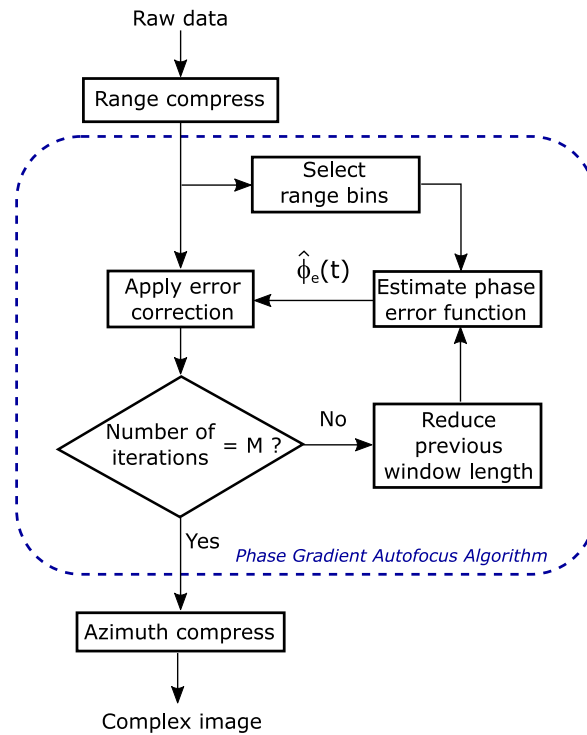 Raw data
Range compress
Select
range bins
Apply error
correction
ϕ̂ₑ(t)
Estimate phase
error function
Number of
iterations = M ?
No
Reduce
previous
window length
Yes
Phase Gradient Autofocus Algorithm
Azimuth compress
Complex image